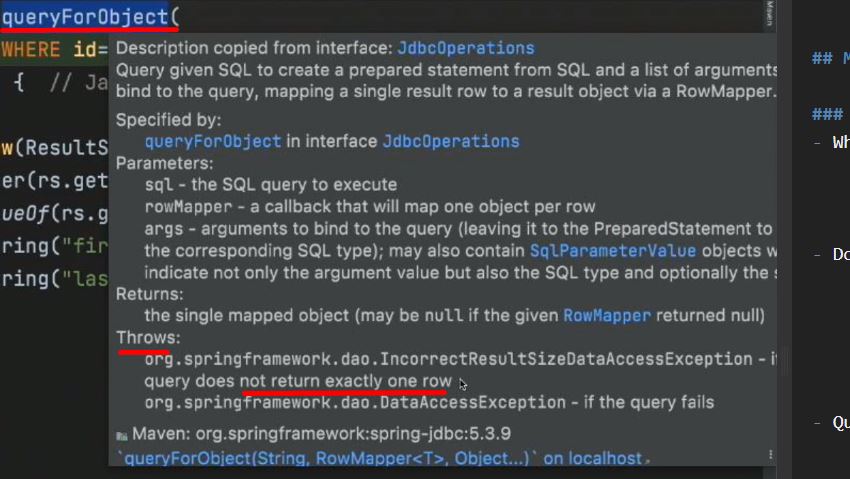 queryForObject(
Maven
WHERE id=
{ // Ja
w(ResultS
er(rs.get
ueOf(rs.g
ring("fir
ring("las
Description copied from interface: JdbcOperations
Query given SQL to create a prepared statement from SQL and a list of arguments
bind to the query, mapping a single result row to a result object via a RowMapper.
Specified by:
queryForObject in interface JdbcOperations
Parameters:
sql - the SQL query to execute
rowMapper - a callback that will map one object per row
args - arguments to bind to the query (leaving it to the PreparedStatement to
the corresponding SQL type); may also contain SqlParameterValue objects w
indicate not only the argument value but also the SQL type and optionally the s
Returns:
the single mapped object (may be null if the given RowMapper returned null)
Throws:
org.springframework.dao.IncorrectResultSizeDataAccessException - i
query does not return exactly one row
org.springframework.dao.DataAccessException - if the query fails
Maven: org.springframework:spring-jdbc:5.3.9
`queryForObject(String, RowMapper<T>, Object...)` on localhost
## M
###
- Wh
- Do
- Qu